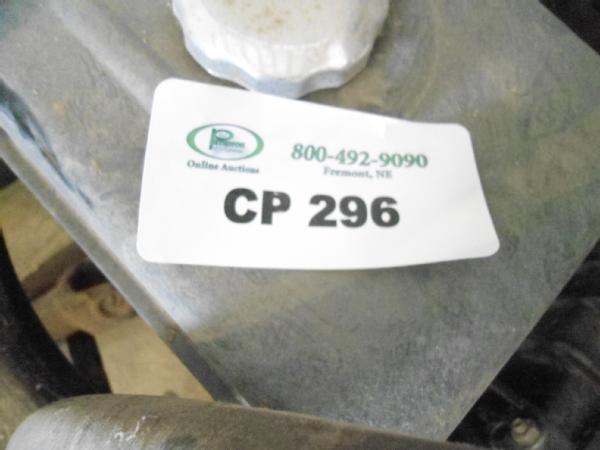 Online Auctions
800-492-9090
Fremont, NE
CP 296